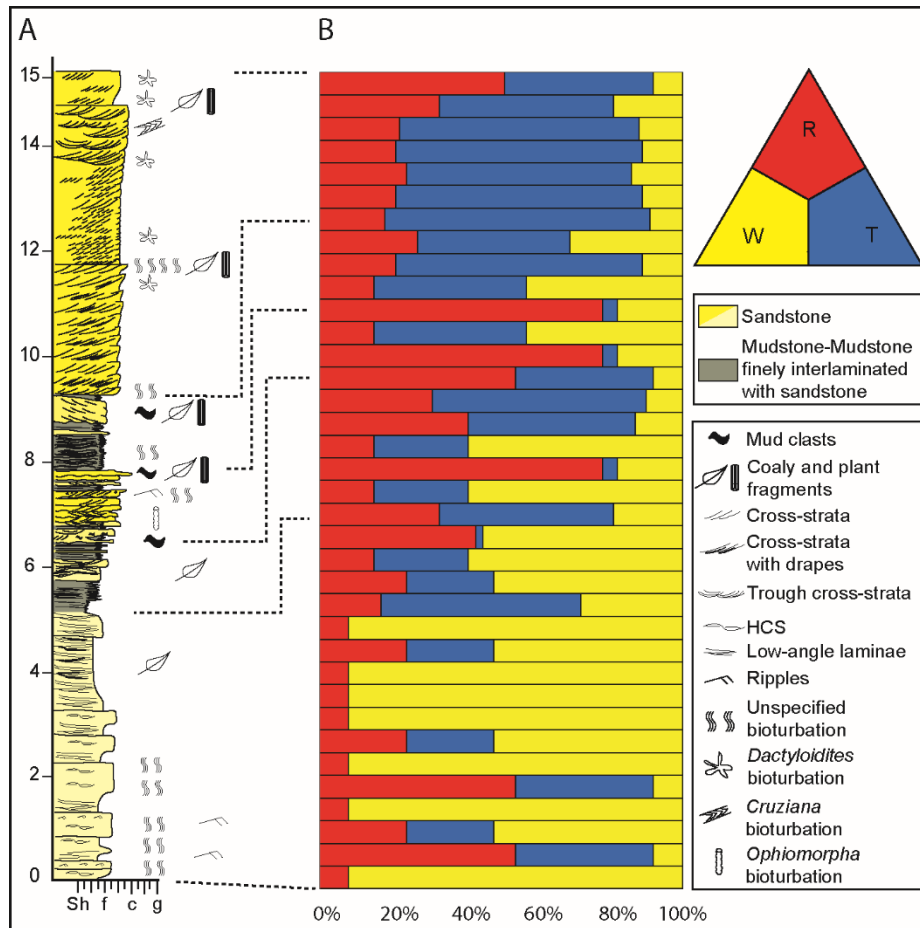 A
B
15
14
12
10
8
6
4
2
0
Sh f c g
0% 20% 40% 60% 80% 100%
R
W T
Sandstone
Mudstone-Mudstone
finely interlaminated
with sandstone
Mud clasts
Coaly and plant
fragments
Cross-strata
Cross-strata
with drapes
Trough cross-strata
HCS
Low-angle laminae
Ripples
Unspecified
bioturbation
Dactyloidites
bioturbation
Cruziana
bioturbation
Ophiomorpha
bioturbation